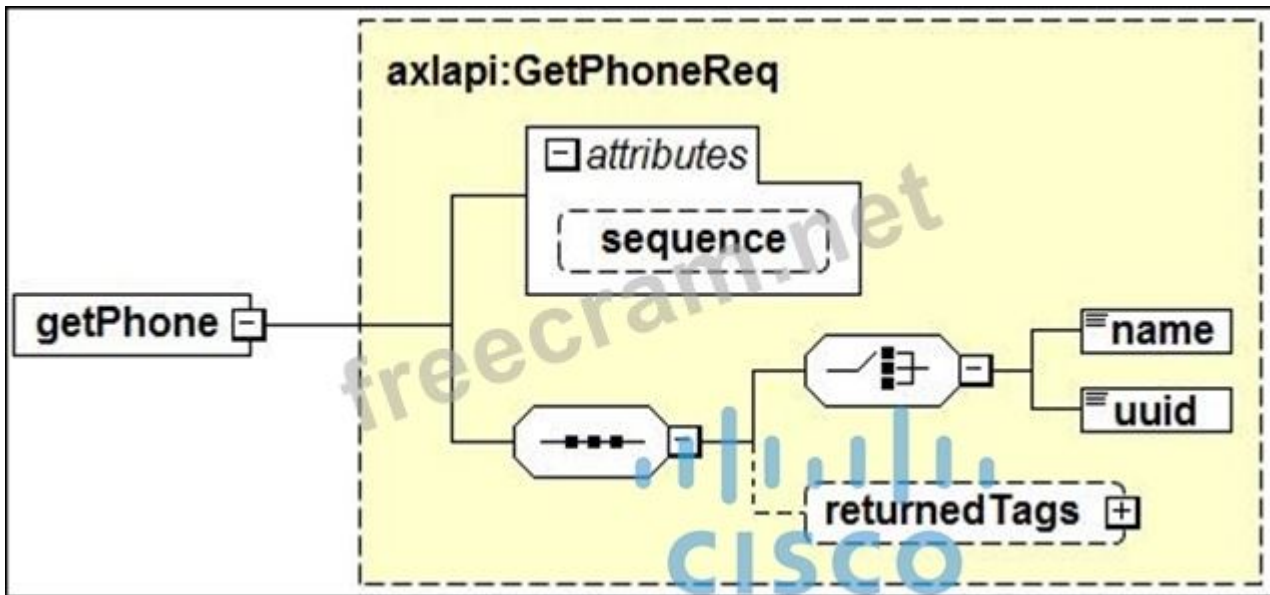 axlapi:GetPhoneReq
attributes
sequence
getPhone
name
uuid
returnedTags
freecram.net
CISCO